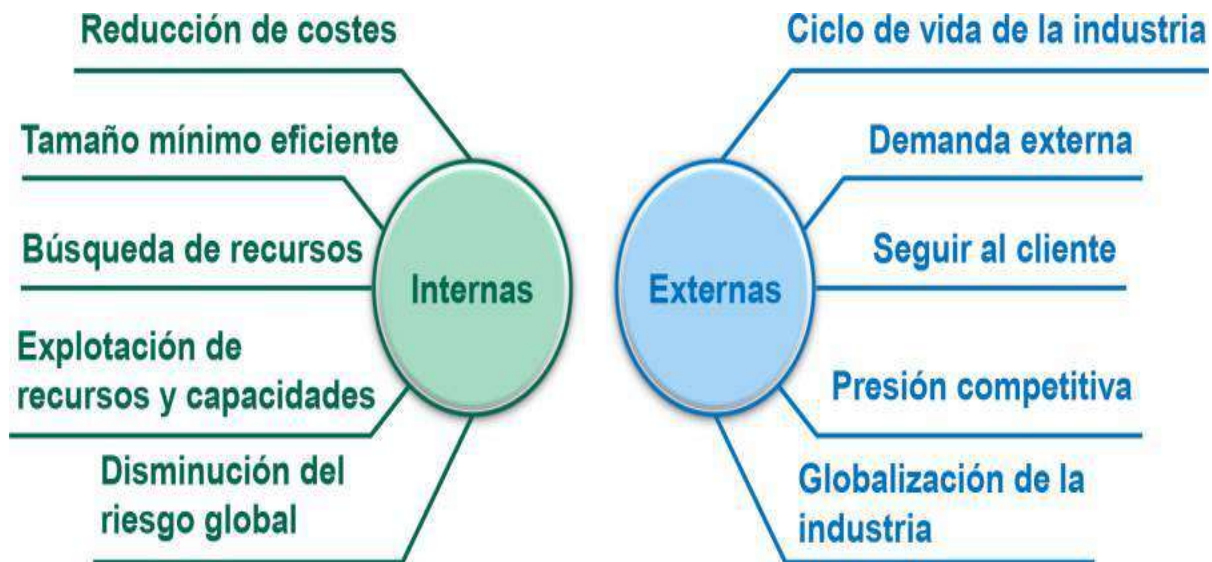 Reducción de costes
Tamaño mínimo eficiente
Búsqueda de recursos
Explotación de
recursos y capacidades
Disminución del
riesgo global
Internas
Externas
Ciclo de vida de la industria
Demanda externa
Seguir al cliente
Presión competitiva
Globalización de la
industria